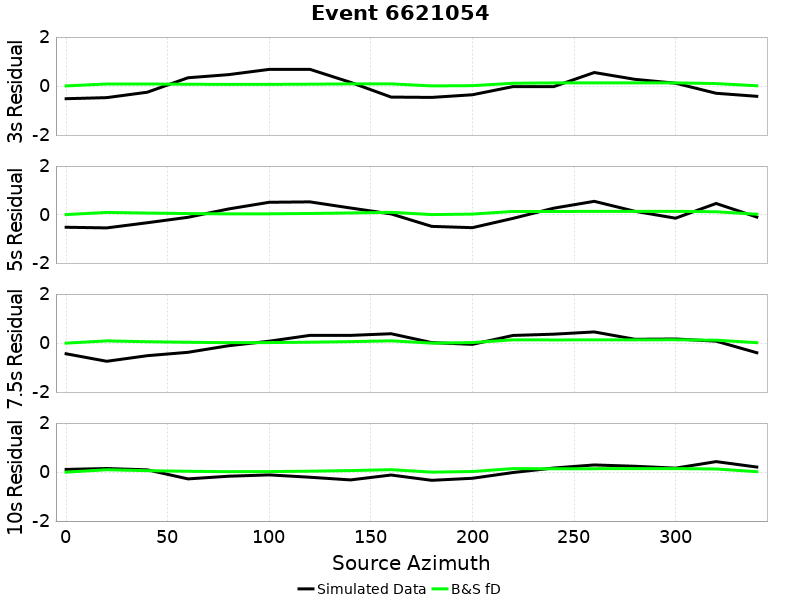 Event 6621054
3s Residual
2
0
-2
5s Residual
2
0
-2
7.5s Residual
2
0
-2
10s Residual
2
0
-2
0 50 100 150 200 250 300
Source Azimuth
Simulated Data B&S fD